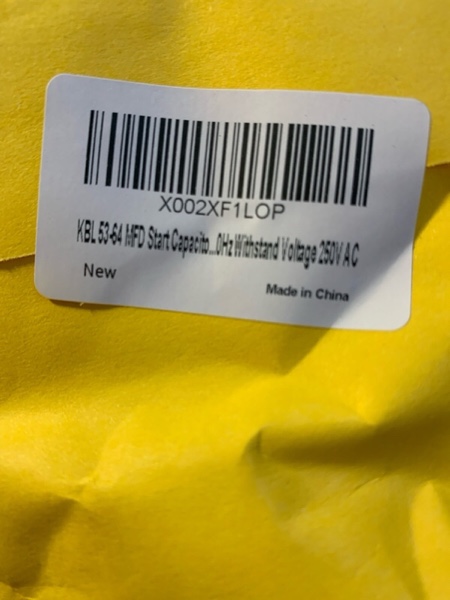 X002XF1LOP
KBL 53-64 MFD Start Capacito...0Hz Withstand Voltage 250V AC
New
Made in China